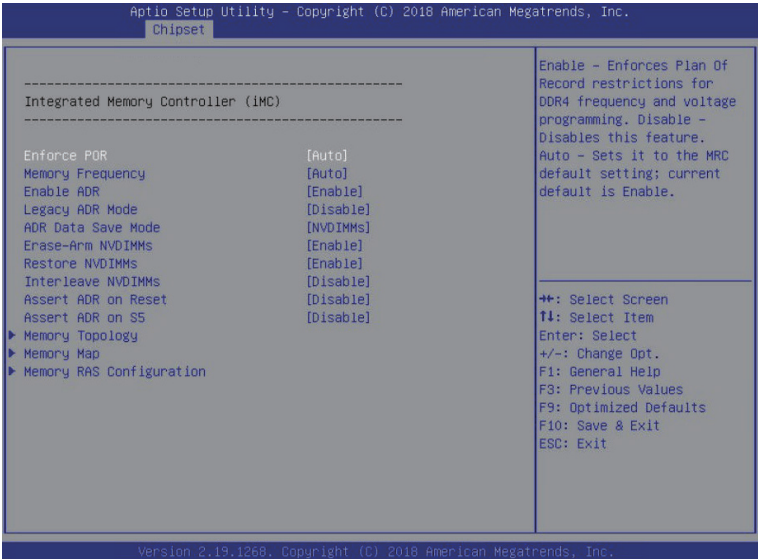 Aptio Setup Utility – Copyright (C) 2018 American Megatrends, Inc.
Chipset
------------------------------------------------
Integrated Memory Controller (iMC)
------------------------------------------------
Enforce POR [Auto]
Memory Frequency [Auto]
Enable ADR [Enable]
Legacy ADR Mode [Disable]
ADR Data Save Mode [NVDIMMs]
Erase-Arm NVDIMMs [Enable]
Restore NVDIMMs [Enable]
Interleave NVDIMMs [Disable]
Assert ADR on Reset [Disable]
Assert ADR on S5 [Disable]
Memory Topology
Memory Map
Memory RAS Configuration
Enable – Enforces Plan Of
Record restrictions for
DDR4 frequency and voltage
programming. Disable –
Disables this feature.
Auto – Sets it to the MRC
default setting; current
default is Enable.
→←: Select Screen
↑↓: Select Item
Enter: Select
+/-: Change Opt.
F1: General Help
F3: Previous Values
F9: Optimized Defaults
F10: Save & Exit
ESC: Exit
Version 2.19.1268. Copyright (C) 2018 American Megatrends, Inc.